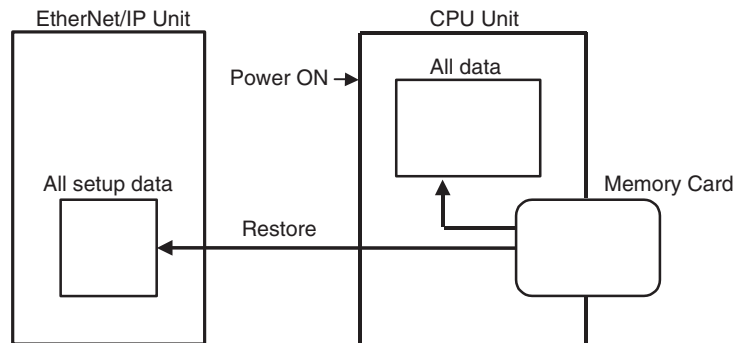 EtherNet/IP Unit
CPU Unit
Power ON
All data
All setup data
Memory Card
Restore